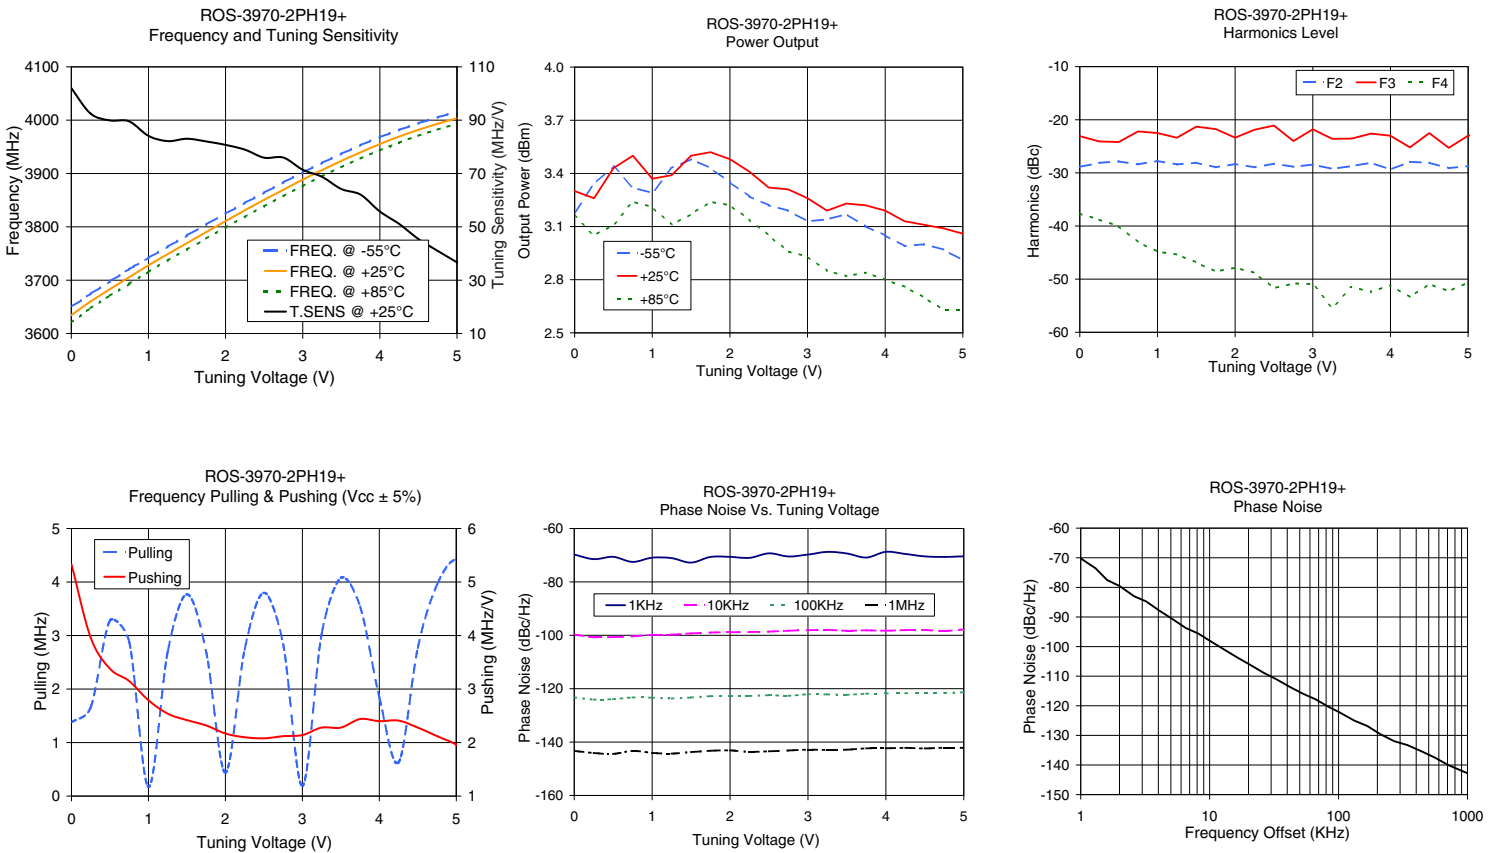 ROS-3970-2PH19+
Frequency and Tuning Sensitivity
4100
4000
3900
3800
3700
3600
110
90
70
50
30
10
0 1 2 3 4 5
Frequency (MHz)
Tuning Sensitivity (MHz/V)
Tuning Voltage (V)
FREQ. @ -55°C
FREQ. @ +25°C
FREQ. @ +85°C
T.SENS @ +25°C
ROS-3970-2PH19+
Power Output
4.0
3.7
3.4
3.1
2.8
2.5
0 1 2 3 4 5
Output Power (dBm)
Tuning Voltage (V)
-55°C
+25°C
+85°C
ROS-3970-2PH19+
Harmonics Level
-10
-20
-30
-40
-50
-60
0 1 2 3 4 5
Harmonics (dBc)
Tuning Voltage (V)
F2 F3 F4
ROS-3970-2PH19+
Frequency Pulling & Pushing (Vcc ± 5%)
5
4
3
2
1
0
6
5
4
3
2
1
0 1 2 3 4 5
Pulling (MHz)
Pushing (MHz/V)
Tuning Voltage (V)
Pulling
Pushing
ROS-3970-2PH19+
Phase Noise Vs. Tuning Voltage
-60
-80
-100
-120
-140
-160
0 1 2 3 4 5
Phase Noise (dBc/Hz)
Tuning Voltage (V)
1KHz 10KHz 100KHz 1MHz
ROS-3970-2PH19+
Phase Noise
-60
-70
-80
-90
-100
-110
-120
-130
-140
-150
1 10 100 1000
Phase Noise (dBc/Hz)
Frequency Offset (KHz)